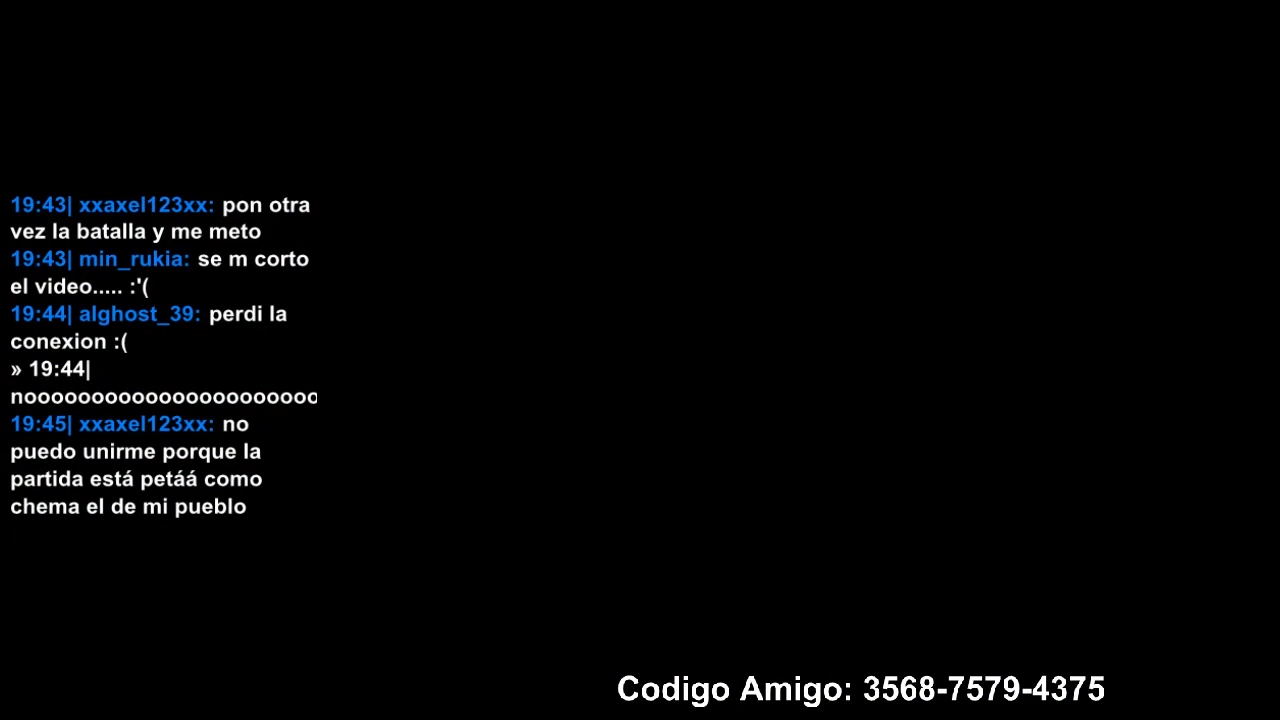 19:43| xxaxel123xx: pon otra
vez la batalla y me meto
19:43| min_rukia: se m corto
el video..... :'(
19:44| alghost_39: perdi la
conexion :(
» 19:44|
nooooooooooooooooooooooo
19:45| xxaxel123xx: no
puedo unirme porque la
partida está petáá como
chema el de mi pueblo
Codigo Amigo: 3568-7579-4375